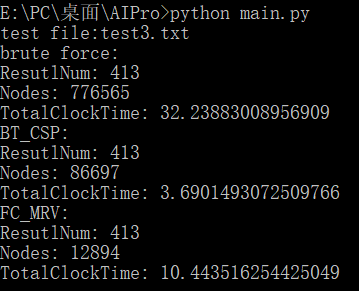 E:\PC\桌面\AIPro>python main.py
test file:test3.txt
brute force:
ResutlNum: 413
Nodes: 776565
TotalClockTime: 32.23883008956909
BT_CSP:
ResutlNum: 413
Nodes: 86697
TotalClockTime: 3.6901493072509766
FC_MRV:
ResutlNum: 413
Nodes: 12894
TotalClockTime: 10.443516254425049